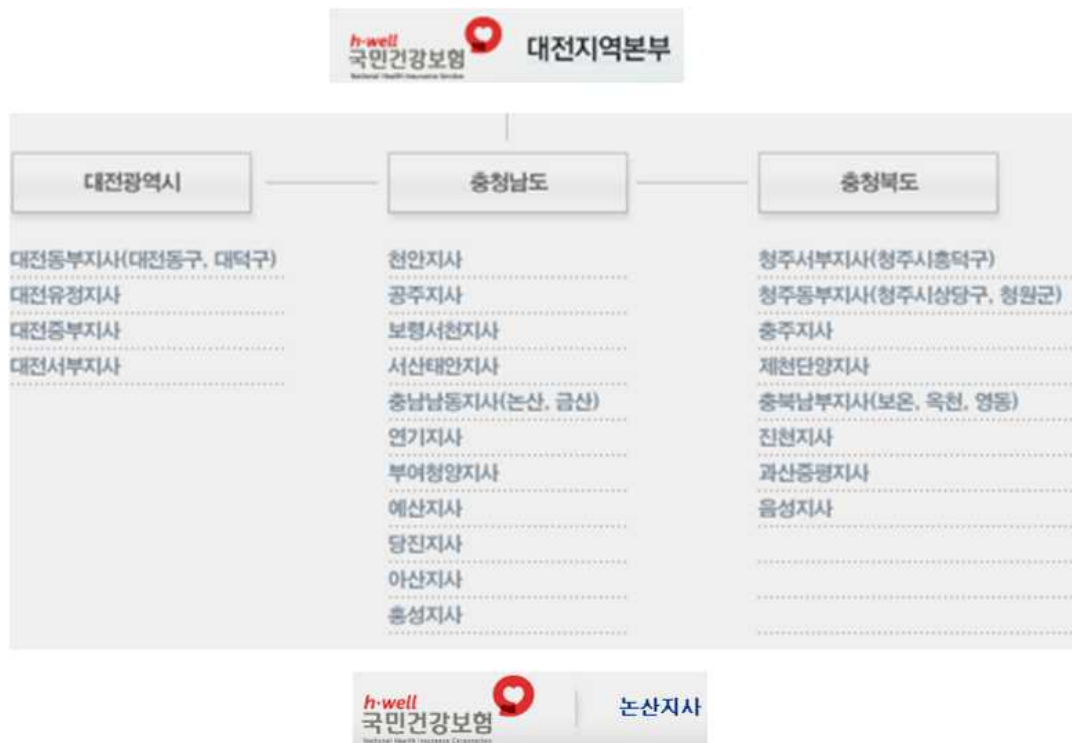 h·well
국민건강보험
National Health Insurance Service
대전지역본부
대전광역시
대전동부지사(대전동구, 대덕구)
대전유정지사
대전중부지사
대전서부지사
충청남도
천안지사
공주지사
보령서천지사
서산태안지사
충남남동지사(논산, 금산)
연기지사
부여청양지사
예산지사
당진지사
아산지사
홍성지사
충청북도
청주서부지사(청주시흥덕구)
청주동부지사(청주시상당구, 청원군)
충주지사
제천단양지사
충북남부지사(보은, 옥천, 영동)
진천지사
괴산증평지사
음성지사
h·well
국민건강보험
National Health Insurance Corporation
논산지사